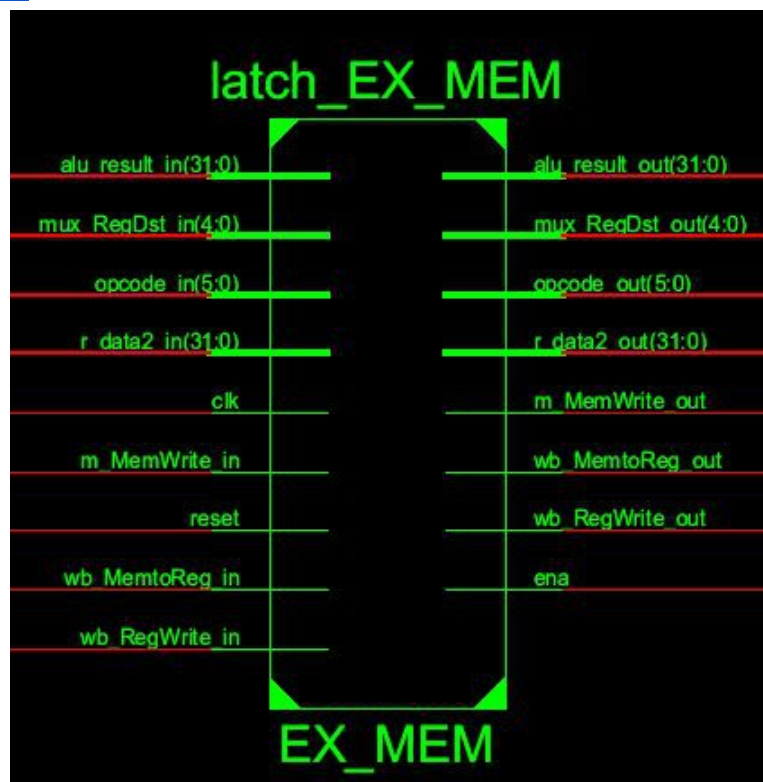 latch_EX_MEM
alu_result_in(31:0)
alu_result_out(31:0)
mux_RegDst_in(4:0)
mux_RegDst_out(4:0)
opcode_in(5:0)
opcode_out(5:0)
r_data2_in(31:0)
r_data2_out(31:0)
clk
m_MemWrite_out
m_MemWrite_in
wb_MemtoReg_out
reset
wb_RegWrite_out
wb_MemtoReg_in
ena
wb_RegWrite_in
EX_MEM